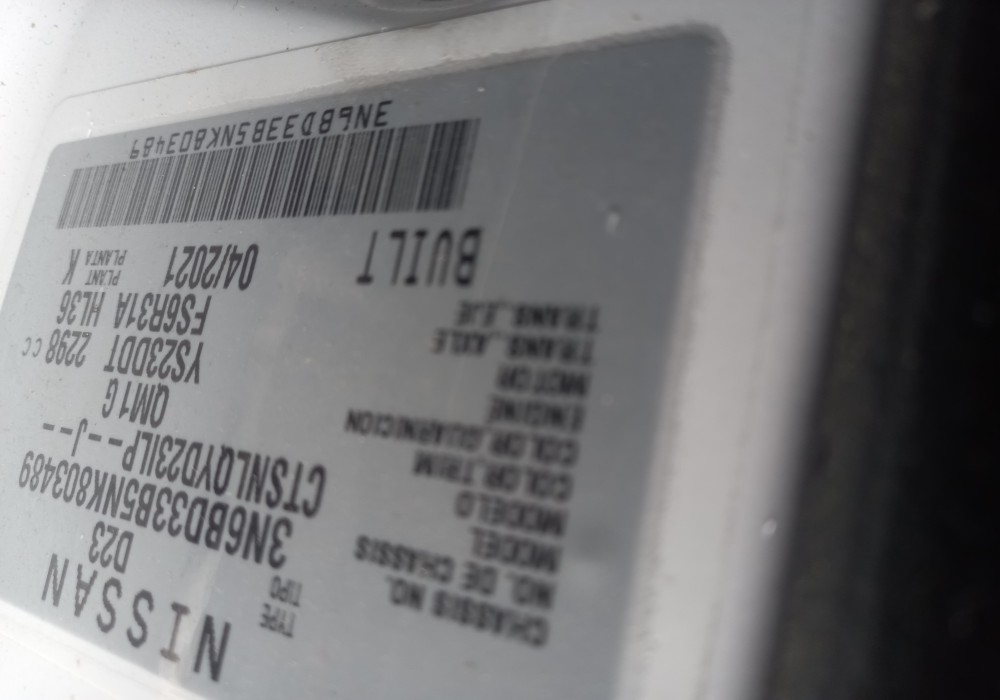 NISSAN
TYPE
TIPO D23
CHASSIS NO.
NO. DE CHASSIS 3N6BD33B5NK803489
MODEL
MODELO CTSNLQYD23ILP--J--
COLOR,TRIM
COLOR,GUARNICION QM1 G
ENGINE
MOTOR YS23DDT 2298 CC
TRANS.,AXLE
TRANS.,EJE FS6R31A HL36
BUILT 04/2021 PLANT
PLANTA K
3N6BD33B5NK803489